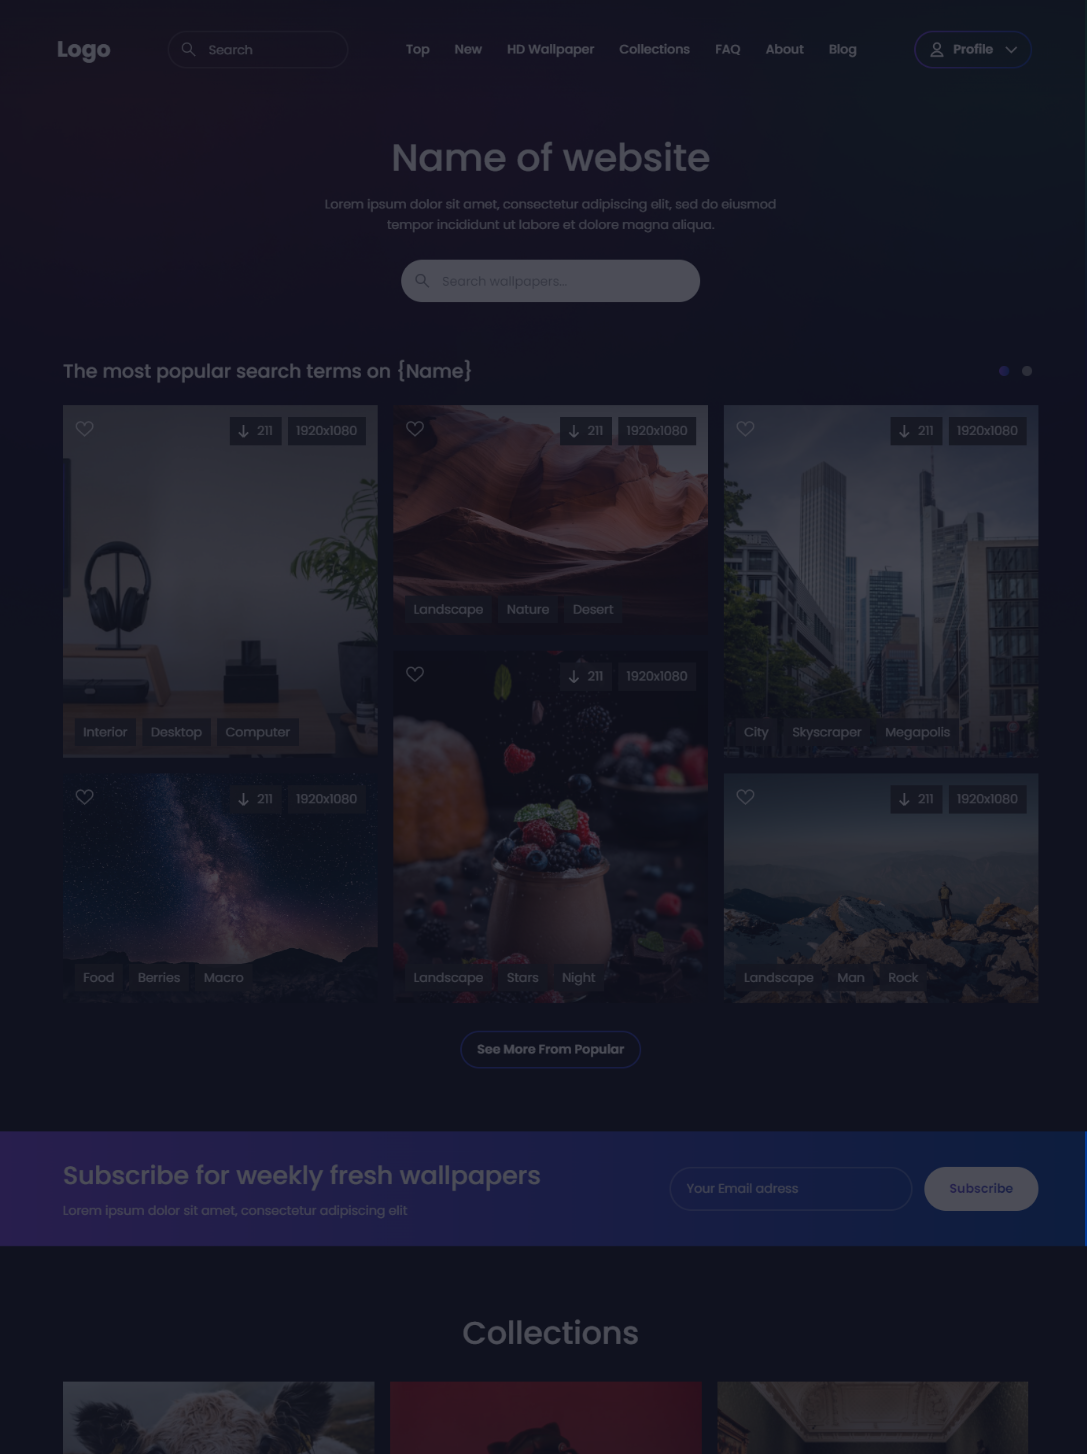 Logo
Search
Top New HD Wallpaper Collections FAQ About Blog
Profile
Name of website
Lorem ipsum dolor sit amet, consectetur adipiscing elit, sed do eiusmod
tempor incididunt ut labore et dolore magna aliqua.
Search wallpapers...
The most popular search terms on {Name}
211 1920x1080
Interior Desktop Computer
211 1920x1080
Landscape Nature Desert
211 1920x1080
City Skyscraper Megapolis
211 1920x1080
Food Berries Macro
211 1920x1080
Landscape Stars Night
211 1920x1080
Landscape Man Rock
See More From Popular
Subscribe for weekly fresh wallpapers
Lorem ipsum dolor sit amet, consectetur adipiscing elit
Your Email adress
Subscribe
Collections